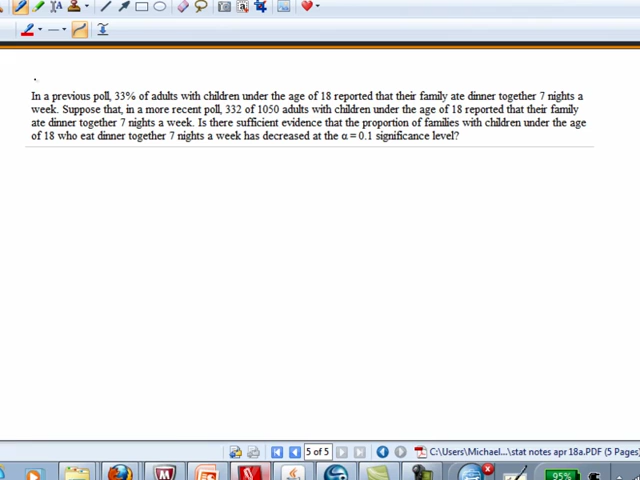 In a previous poll, 33% of adults with children under the age of 18 reported that their family ate dinner together 7 nights a
week. Suppose that, in a more recent poll, 332 of 1050 adults with children under the age of 18 reported that their family
ate dinner together 7 nights a week. Is there sufficient evidence that the proportion of families with children under the age
of 18 who eat dinner together 7 nights a week has decreased at the α = 0.1 significance level?
5 of 5
C:\Users\Michael...\stat notes apr 18a.PDF (5 Pages)
95%